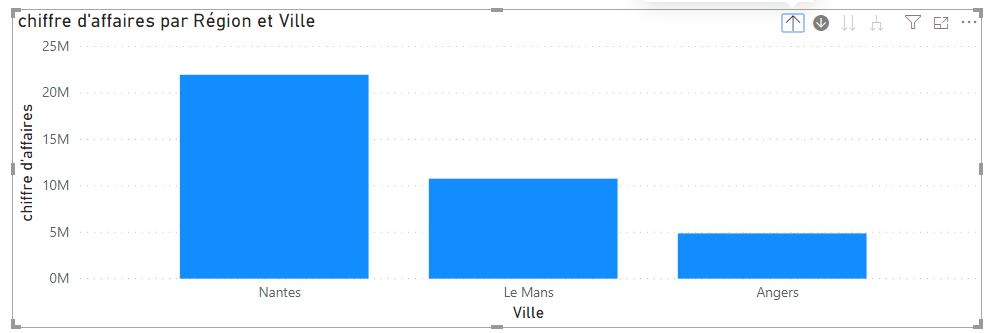 chiffre d'affaires par Région et Ville
25M
20M
15M
10M
5M
0M
chiffre d'affaires
Nantes Le Mans Angers
Ville